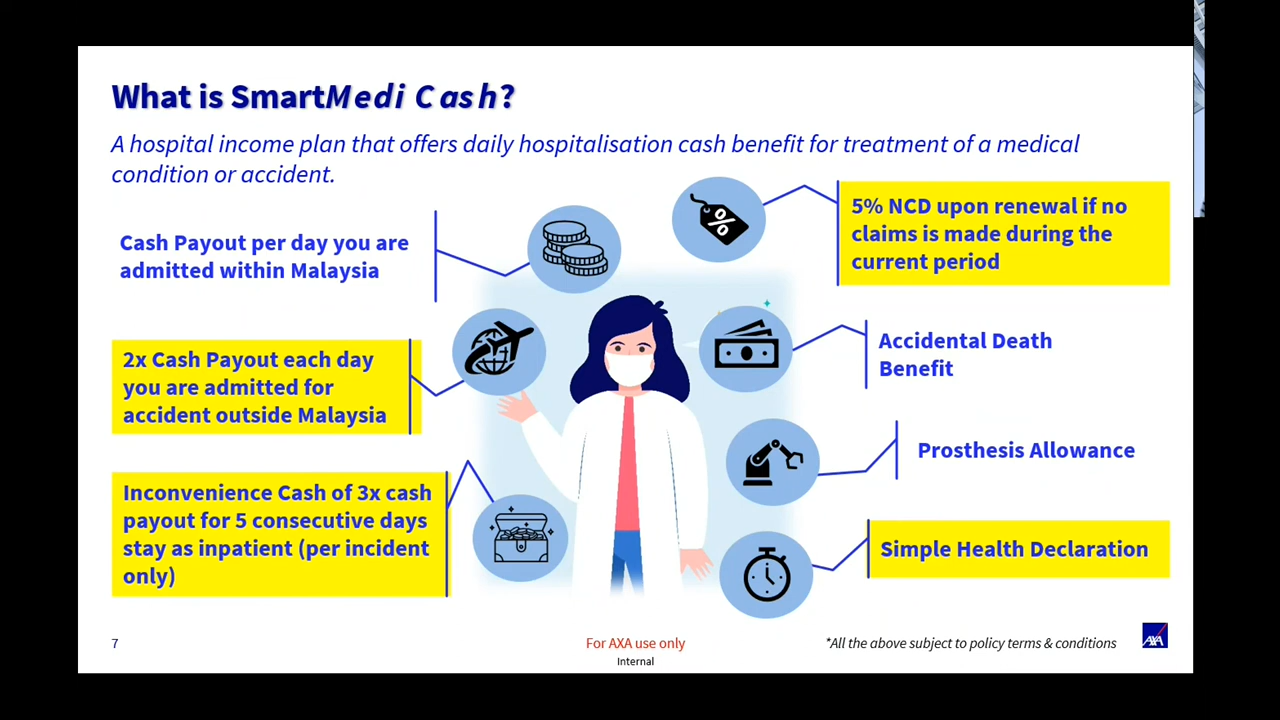 What is SmartMedi Cash?
A hospital income plan that offers daily hospitalisation cash benefit for treatment of a medical
condition or accident.
Cash Payout per day you are
admitted within Malaysia
2x Cash Payout each day
you are admitted for
accident outside Malaysia
Inconvenience Cash of 3x cash
payout for 5 consecutive days
stay as inpatient (per incident
only)
%
5% NCD upon renewal if no
claims is made during the
current period
Accidental Death
Benefit
Prosthesis Allowance
Simple Health Declaration
7
For AXA use only
Internal
*All the above subject to policy terms & conditions
AXA